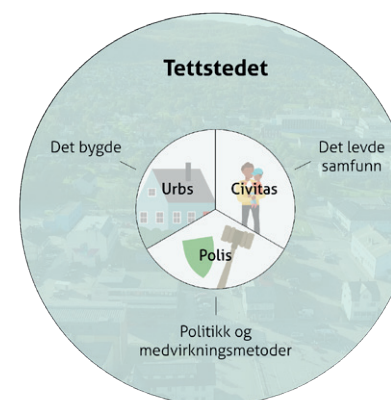 Tettstedet
Det bygde
Det levde
samfunn
Urbs
Civitas
Polis
Politikk og
medvirkningsmetoder